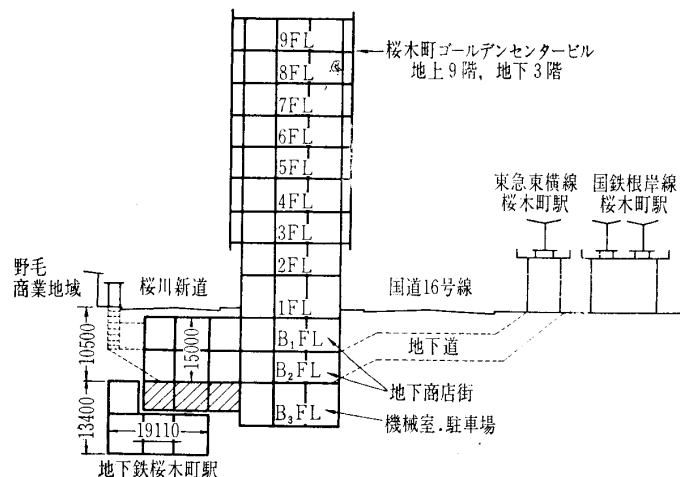 9FL
8FL
7FL
6FL
5FL
4FL
3FL
2FL
1FL
B₁FL
B₂FL
B₃FL
桜木町ゴールデンセンタービル
地上9階, 地下3階
東急東横線
桜木町駅
国鉄根岸線
桜木町駅
野毛
商業地域
桜川新道
国道16号線
地下道
地下商店街
機械室.駐車場
10500
15000
13400
19110
地下鉄桜木町駅